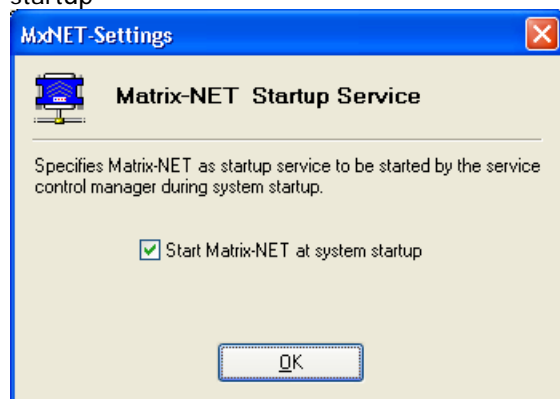 startup
MxNET-Settings
Matrix-NET Startup Service
Specifies Matrix-NET as startup service to be started by the service
control manager during system startup.
Start Matrix-NET at system startup
OK